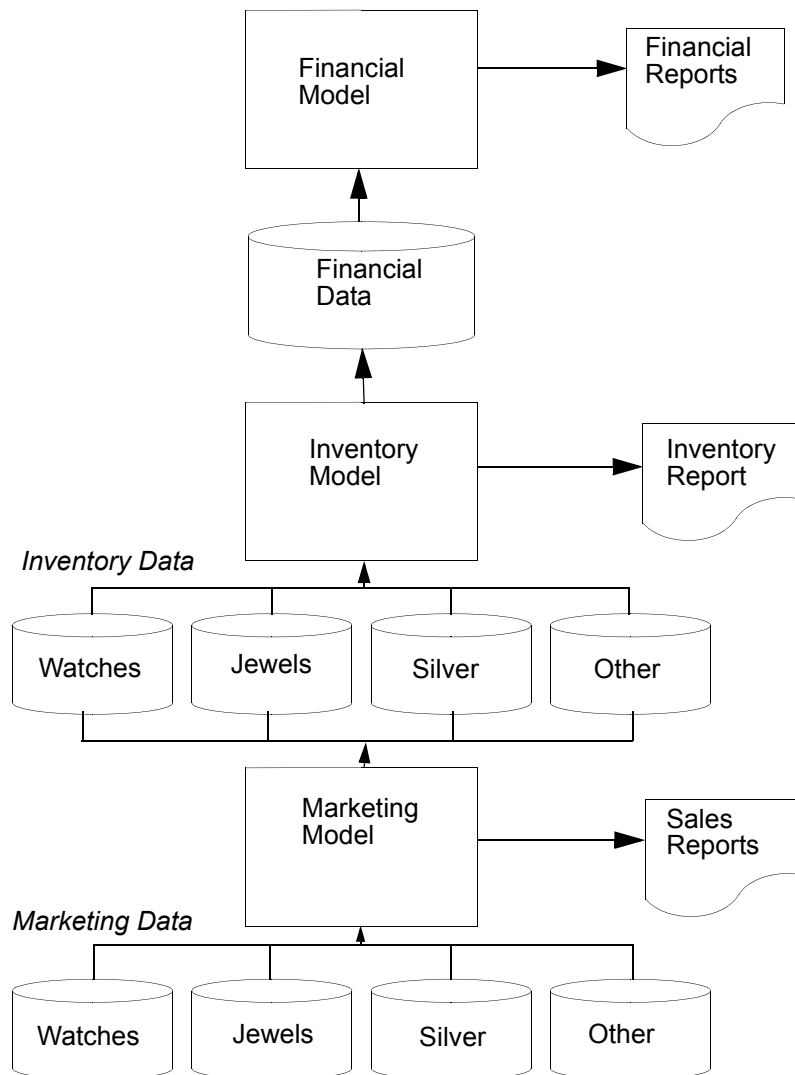 Financial
Model
Financial
Reports
Financial
Data
Inventory
Model
Inventory
Report
Inventory Data
Watches
Jewels
Silver
Other
Marketing
Model
Sales
Reports
Marketing Data
Watches
Jewels
Silver
Other